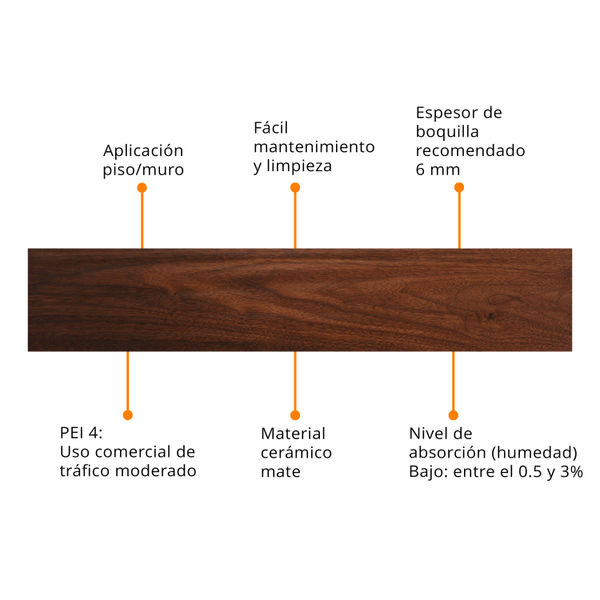 Aplicación
piso/muro
Fácil
mantenimiento
y limpieza
Espesor de
boquilla
recomendado
6 mm
PEI 4:
Uso comercial de
tráfico moderado
Material
cerámico
mate
Nivel de
absorción (humedad)
Bajo: entre el 0.5 y 3%